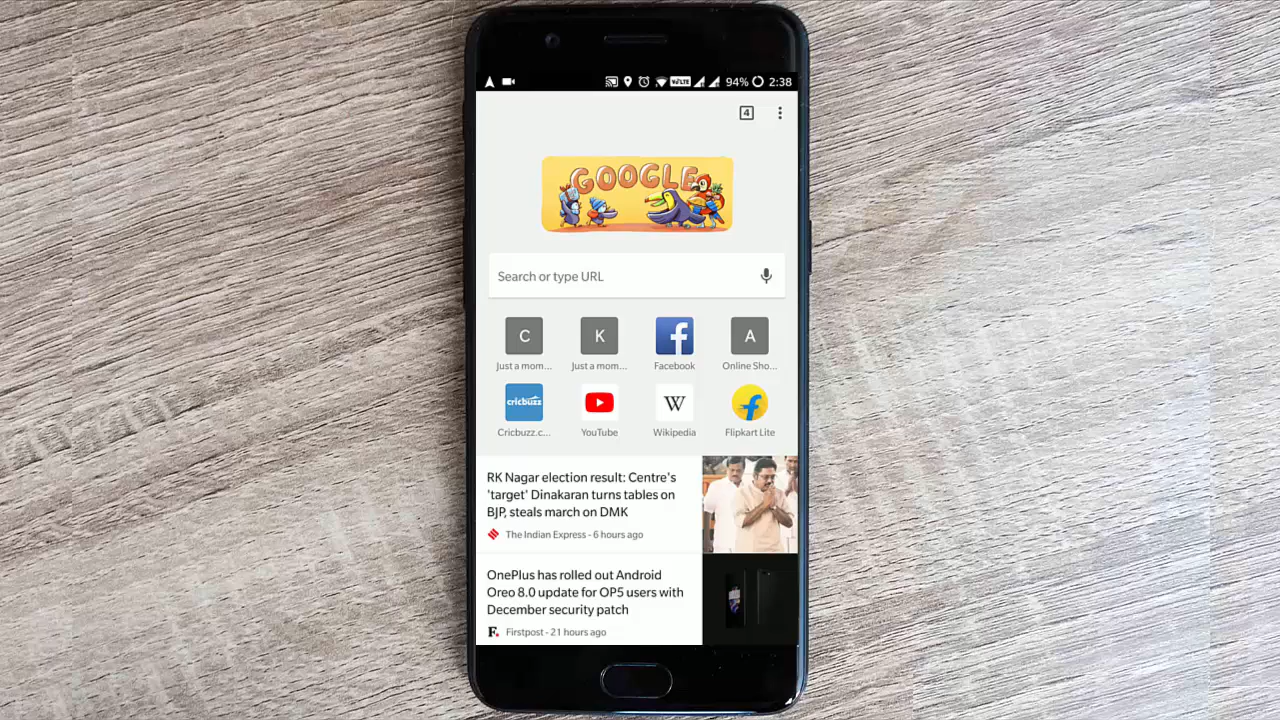 VoLTE 94% 2:38
4
GOOGLE
Search or type URL
C K f A
Just a mom... Just a mom... Facebook Online Sho...
cricbuzz W f
Cricbuzz.c... YouTube Wikipedia Flipkart Lite
RK Nagar election result: Centre's
'target' Dinakaran turns tables on
BJP, steals march on DMK
The Indian Express - 6 hours ago
OnePlus has rolled out Android
Oreo 8.0 update for OP5 users with
December security patch
F. Firstpost - 21 hours ago